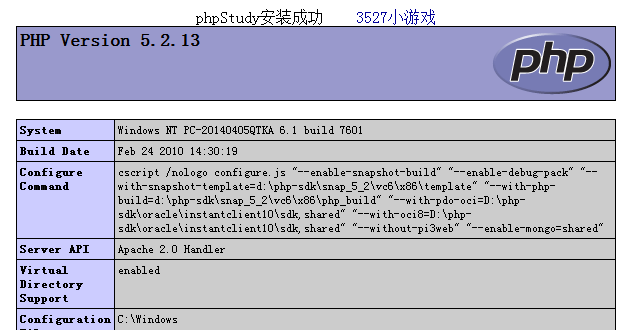 phpStudy安装成功 3527小游戏
PHP Version 5.2.13
php
System Windows NT PC-20140405QTKA 6.1 build 7601
Build Date Feb 24 2010 14:30:19
Configure Command cscript /nologo configure.js "--enable-snapshot-build" "--enable-debug-pack" "--
with-snapshot-template=d:\php-sdk\snap_5_2\vc6\x86\template" "--with-php-
build=d:\php-sdk\snap_5_2\vc6\x86\php_build" "--with-pdo-oci=D:\php-
sdk\oracle\instantclient10\sdk,shared" "--with-oci8=D:\php-
sdk\oracle\instantclient10\sdk,shared" "--without-pi3web" "--enable-mongo=shared"
Server API Apache 2.0 Handler
Virtual Directory Support enabled
Configuration C:\Windows